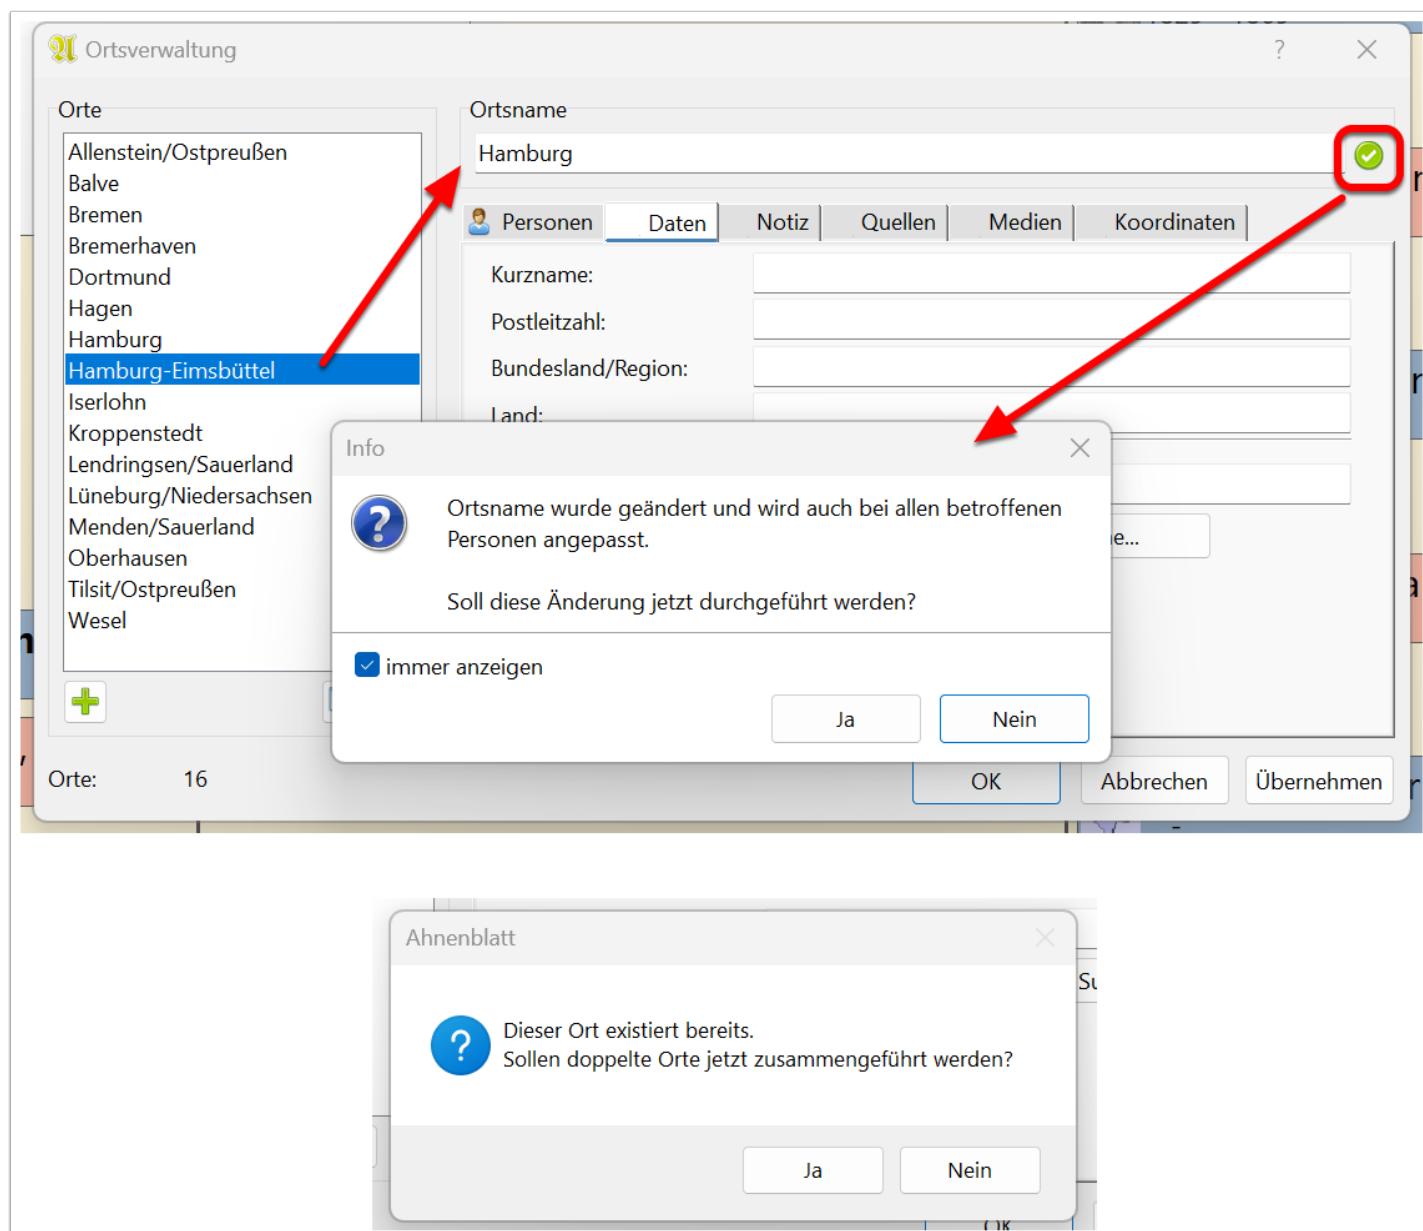 Ortsverwaltung
?
Orte
Allenstein/Ostpreußen
Balve
Bremen
Bremerhaven
Dortmund
Hagen
Hamburg
Hamburg-Eimsbüttel
Iserlohn
Kroppenstedt
Lendringsen/Sauerland
Lüneburg/Niedersachsen
Menden/Sauerland
Oberhausen
Tilsit/Ostpreußen
Wesel
Orte: 16
Ortsname
Hamburg
Personen Daten Notiz Quellen Medien Koordinaten
Kurzname:
Postleitzahl:
Bundesland/Region:
Land:
Info
Ortsname wurde geändert und wird auch bei allen betroffenen
Personen angepasst.
Soll diese Änderung jetzt durchgeführt werden?
immer anzeigen
Ja Nein
OK Abbrechen Übernehmen
Ahnenblatt
Dieser Ort existiert bereits.
Sollen doppelte Orte jetzt zusammengeführt werden?
Ja Nein
OK